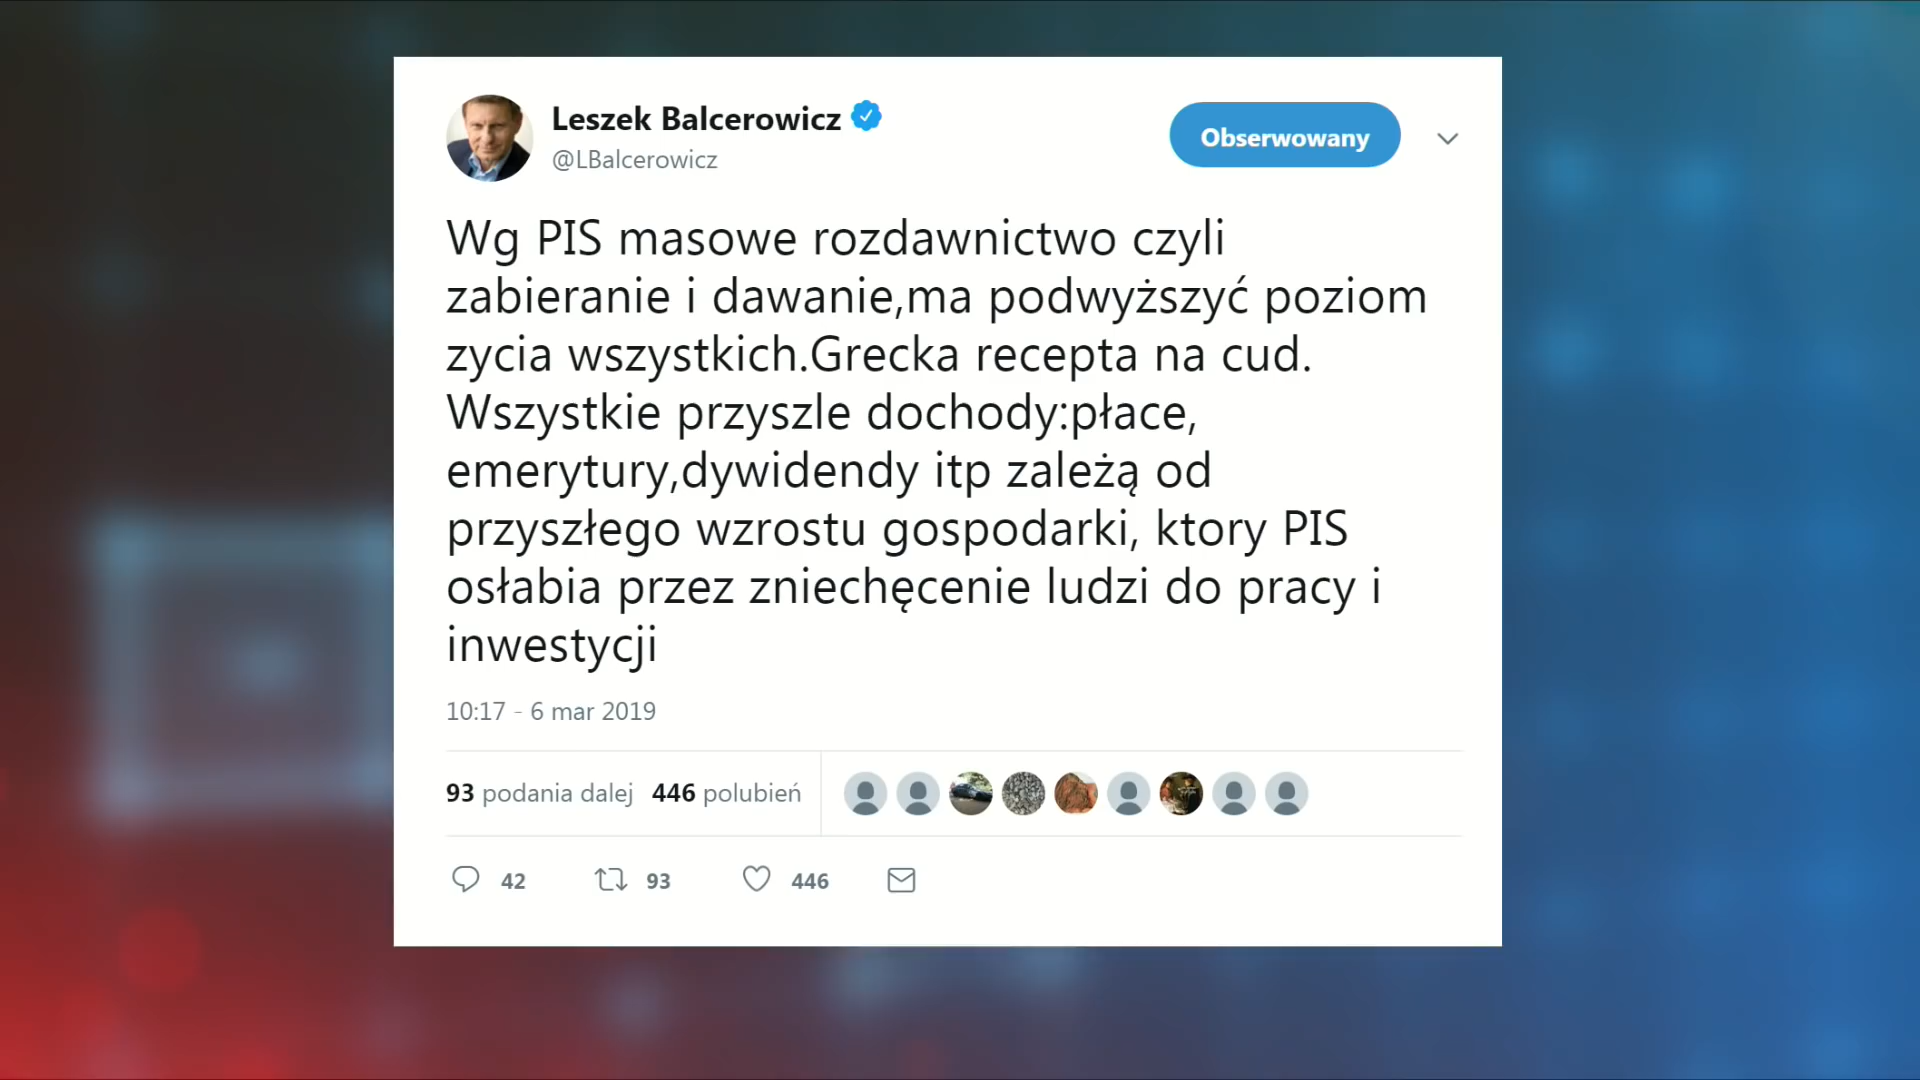 Leszek Balcerowicz
@LBalcerowicz
Obserwowany
Wg PIS masowe rozdawnictwo czyli
zabieranie i dawanie,ma podwyższyć poziom
zycia wszystkich.Grecka recepta na cud.
Wszystkie przyszle dochody:płace,
emerytury,dywidendy itp zależą od
przyszłego wzrostu gospodarki, ktory PIS
osłabia przez zniechęcenie ludzi do pracy i
inwestycji
10:17 - 6 mar 2019
93 podania dalej 446 polubień
42 93 446